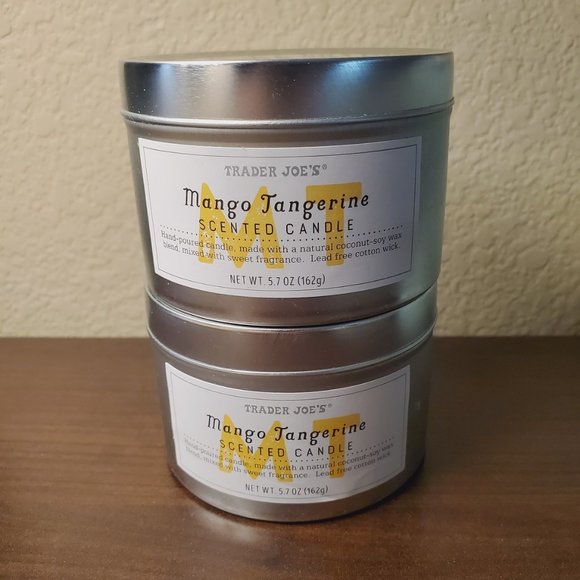 TRADER JOE'S®
MT
Mango Tangerine
SCENTED CANDLE
Hand-poured candle, made with a natural coconut-soy wax
blend, mixed with sweet fragrance. Lead free cotton wick.
NET WT. 5.7 OZ (162g)
TRADER JOE'S®
MT
Mango Tangerine
SCENTED CANDLE
Hand-poured candle, made with a natural coconut-soy wax
blend, mixed with sweet fragrance. Lead free cotton wick.
NET WT. 5.7 OZ (162g)